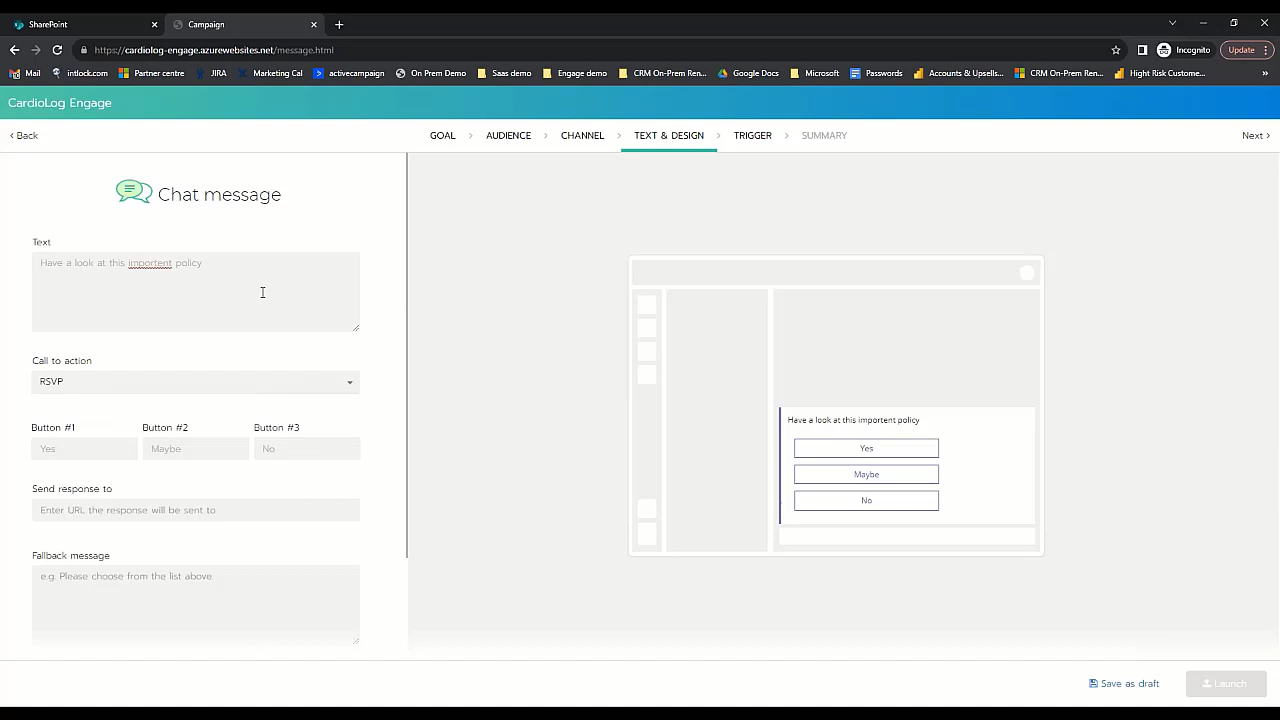 SharePoint
Campaign
https://cardiolog-engage.azurewebsites.net/message.html
Incognito
Update
Mail
intlock.com
Partner centre
JIRA
Marketing Cal
activecampaign
On Prem Demo
Saas demo
Engage demo
CRM On-Prem Ren...
Google Docs
Microsoft
Passwords
Accounts & Upselli...
CRM On-Prem Ren...
Hight Risk Custome...
»
CardioLog Engage
‹ Back
GOAL › AUDIENCE › CHANNEL › TEXT & DESIGN › TRIGGER › SUMMARY
Next ›
Chat message
Text
Have a look at this importent policy
Call to action
RSVP
Button #1 Button #2 Button #3
Yes Maybe No
Send response to
Enter URL the response will be sent to
Fallback message
e.g. Please choose from the list above.
Have a look at this importent policy
Yes
Maybe
No
Save as draft
Launch